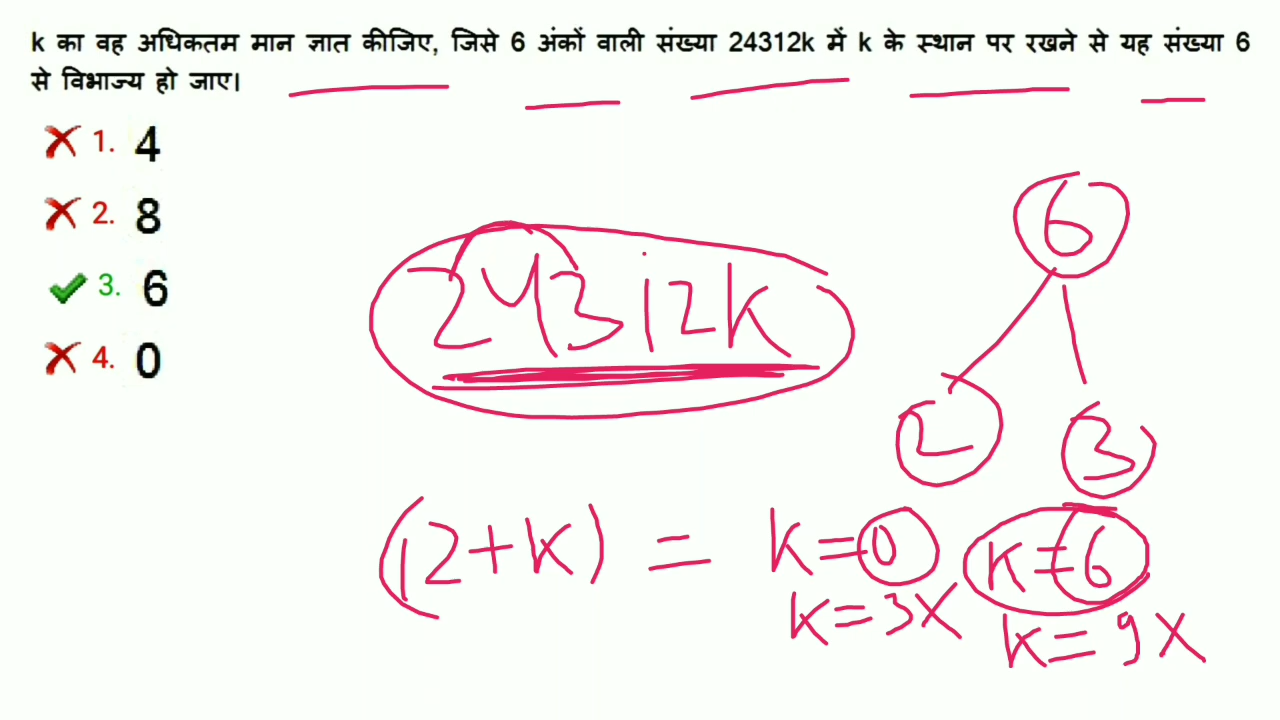 k का वह अधिकतम मान ज्ञात कीजिए, जिसे 6 अंकों वाली संख्या 24312k में k के स्थान पर रखने से यह संख्या 6
से विभाज्य हो जाए।
1. 4
2. 8
3. 6
4. 0
6
24312k
2 3
(12+k) = k=0 k=6
k=3X k=9X